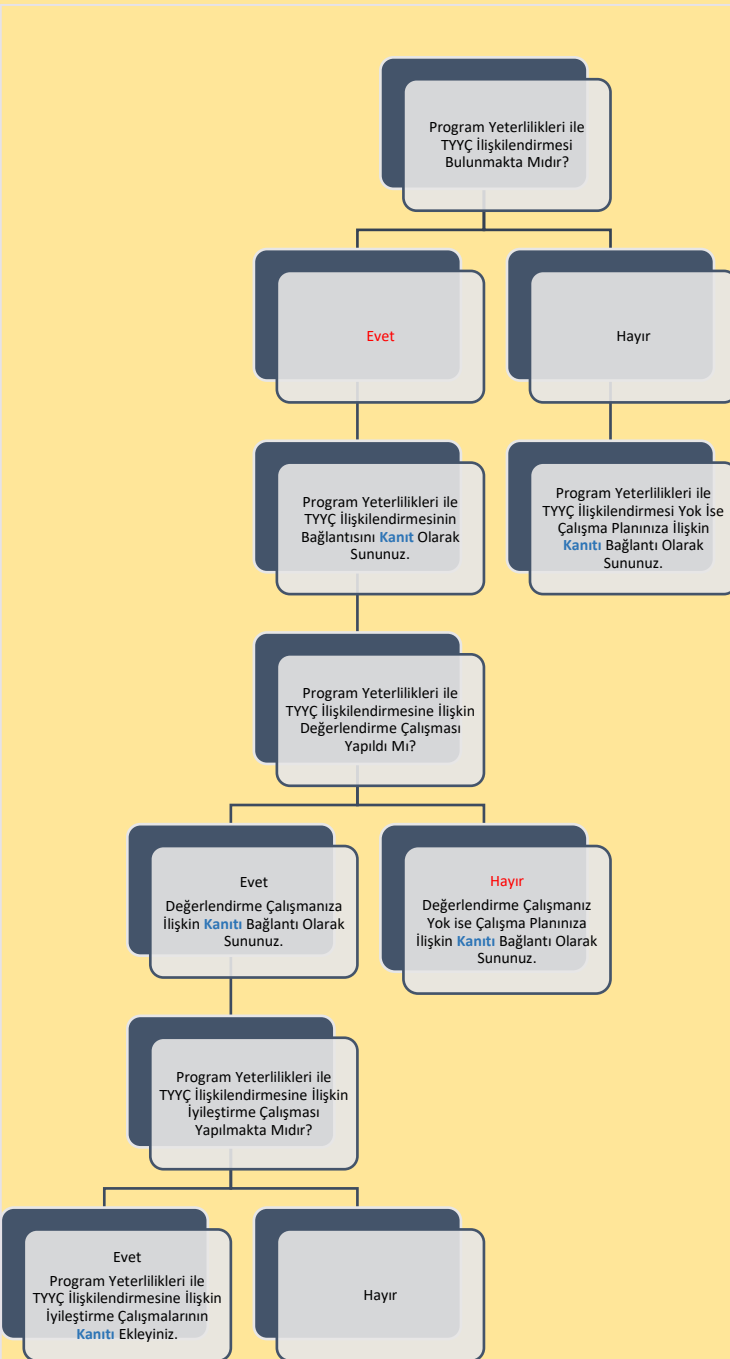 Program Yeterlilikleri ile
TYYÇ İlişkilendirmesi
Bulunmakta Mıdır?
Evet
Hayır
Program Yeterlilikleri ile
TYYÇ İlişkilendirmesinin
Bağlantısını Kanıt Olarak
Sununuz.
Program Yeterlilikleri ile
TYYÇ İlişkilendirmesi Yok İse
Çalışma Planınıza İlişkin
Kanıtı Bağlantı Olarak
Sununuz.
Program Yeterlilikleri ile
TYYÇ İlişkilendirmesine İlişkin
Değerlendirme Çalışması
Yapıldı Mı?
Evet
Değerlendirme Çalışmanıza
İlişkin Kanıtı Bağlantı Olarak
Sununuz.
Hayır
Değerlendirme Çalışmanız
Yok ise Çalışma Planınıza
İlişkin Kanıtı Bağlantı Olarak
Sununuz.
Program Yeterlilikleri ile
TYYÇ İlişkilendirmesine İlişkin
İyileştirme Çalışması
Yapılmakta Mıdır?
Evet
Program Yeterlilikleri ile
TYYÇ İlişkilendirmesine İlişkin
İyileştirme Çalışmalarının
Kanıtı Ekleyiniz.
Hayır